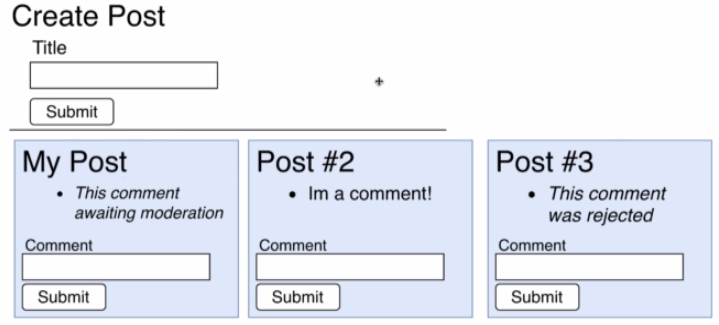 Create Post
Title
Submit
My Post
• This comment
awaiting moderation
Comment
Submit
Post #2
• Im a comment!
Comment
Submit
Post #3
• This comment
was rejected
Comment
Submit